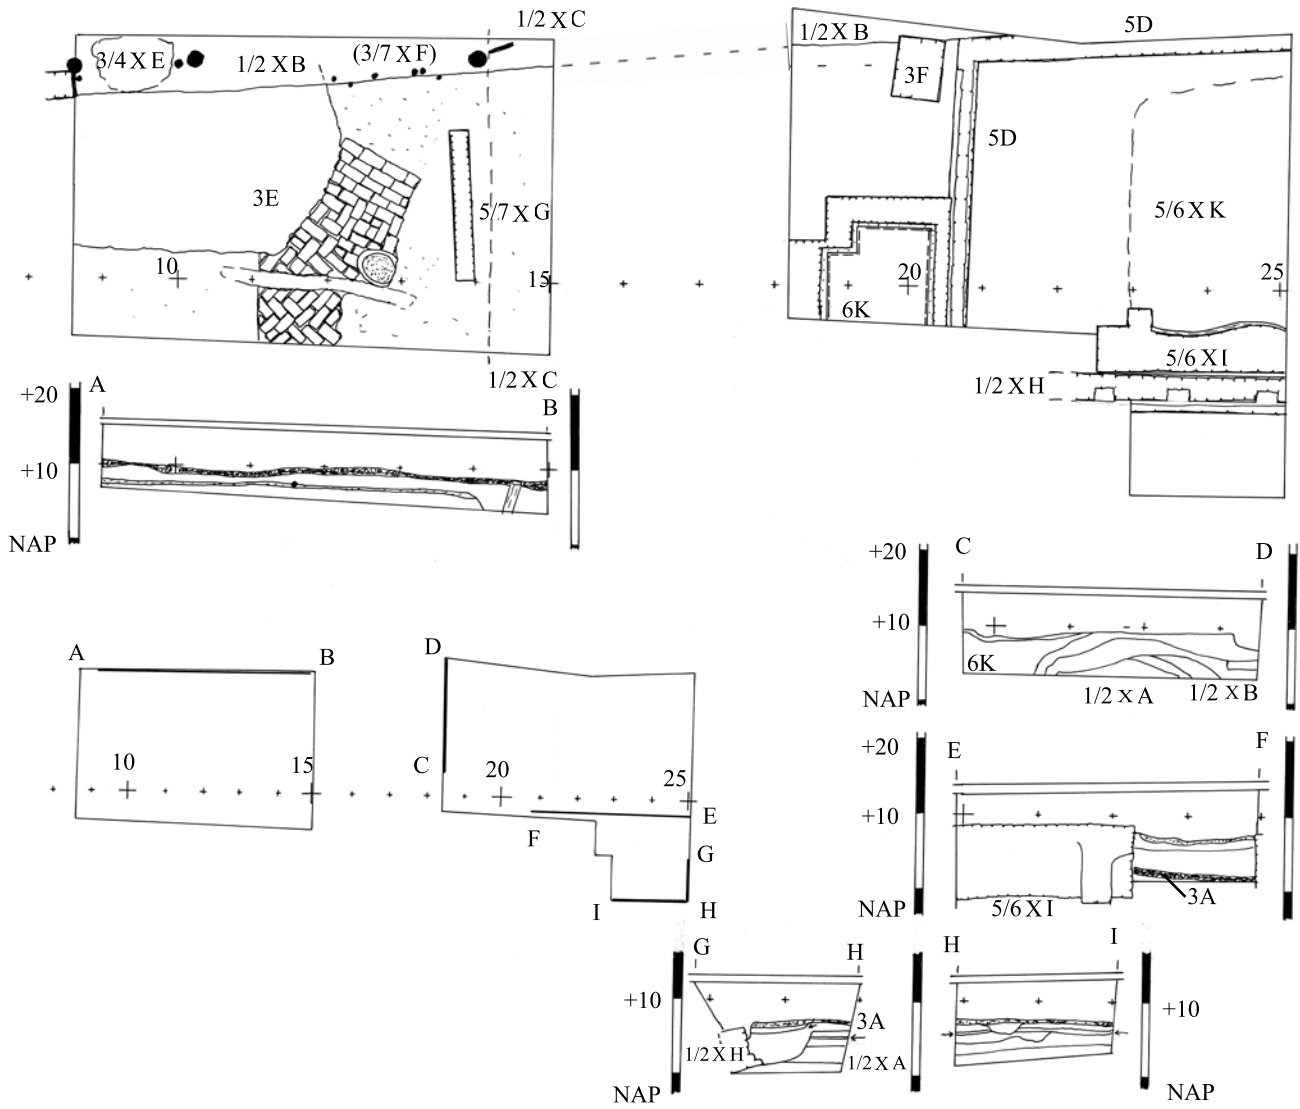 1/2 X C
3/4 X E
1/2 X B
(3/7 X F)
1/2 X B
5D
3F
5D
3E
5/7 X G
5/6 X K
10
15
20
25
6K
5/6 X I
1/2 X H
1/2 X C
A
B
+20
+10
NAP
C
D
+20
+10
NAP
6K
1/2 X A
1/2 X B
A
B
D
10
15
C
20
25
E
F
G
I
H
E
F
+20
+10
NAP
5/6 X I
3A
G
H
H
I
+10
3A
+10
1/2 X H
1/2 X A
NAP
NAP